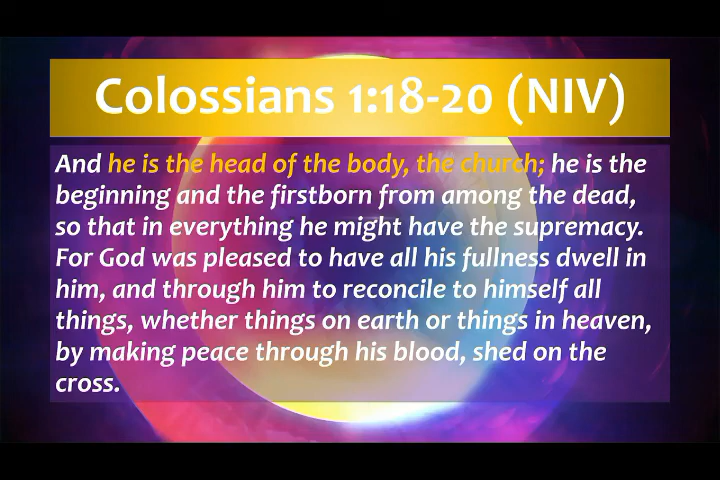 Colossians 1:18-20 (NIV)
And he is the head of the body, the church; he is the
beginning and the firstborn from among the dead,
so that in everything he might have the supremacy.
For God was pleased to have all his fullness dwell in
him, and through him to reconcile to himself all
things, whether things on earth or things in heaven,
by making peace through his blood, shed on the
cross.